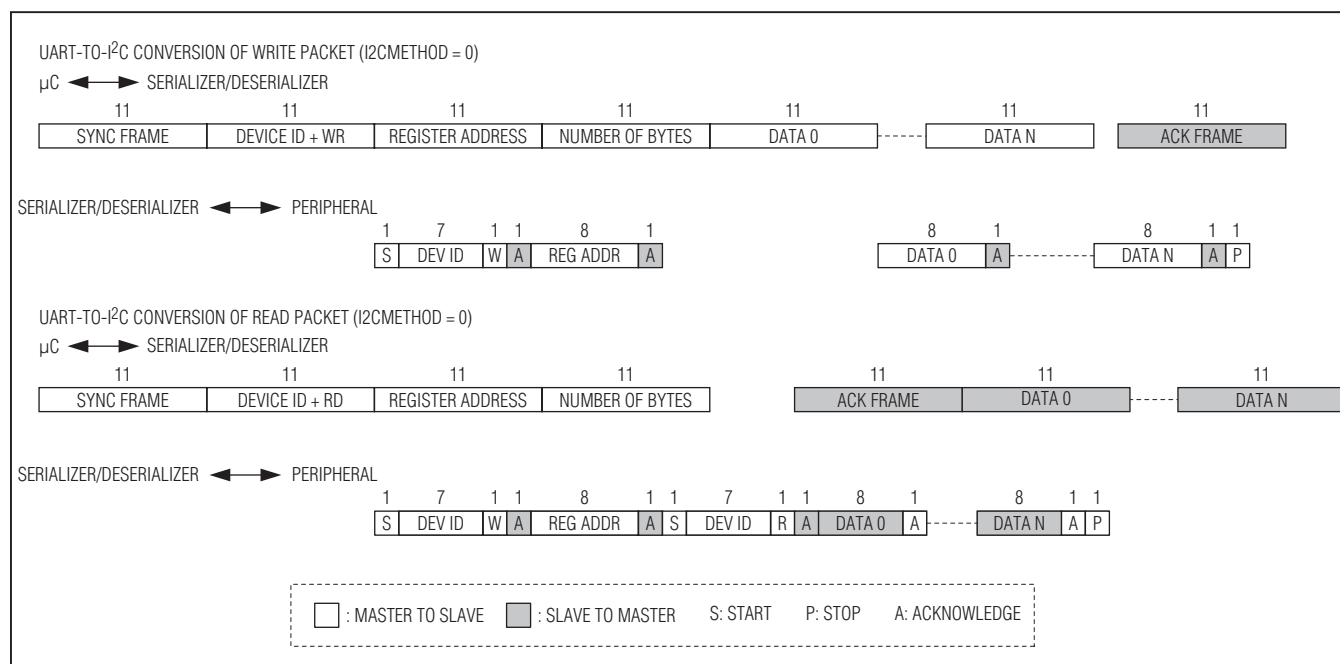 UART-TO-I2C CONVERSION OF WRITE PACKET (I2CMETHOD = 0)
µC SERIALIZER/DESERIALIZER
11 11 11 11 11 11 11
SYNC FRAME DEVICE ID + WR REGISTER ADDRESS NUMBER OF BYTES DATA 0 DATA N ACK FRAME
SERIALIZER/DESERIALIZER PERIPHERAL
1 7 1 1 8 1 8 1 8 1 1
S DEV ID W A REG ADDR A DATA 0 A DATA N A P
UART-TO-I2C CONVERSION OF READ PACKET (I2CMETHOD = 0)
µC SERIALIZER/DESERIALIZER
11 11 11 11 11 11 11
SYNC FRAME DEVICE ID + RD REGISTER ADDRESS NUMBER OF BYTES ACK FRAME DATA 0 DATA N
SERIALIZER/DESERIALIZER PERIPHERAL
1 7 1 1 8 1 1 7 1 1 8 1 8 1 1
S DEV ID W A REG ADDR A S DEV ID R A DATA 0 A DATA N A P
: MASTER TO SLAVE : SLAVE TO MASTER S: START P: STOP A: ACKNOWLEDGE